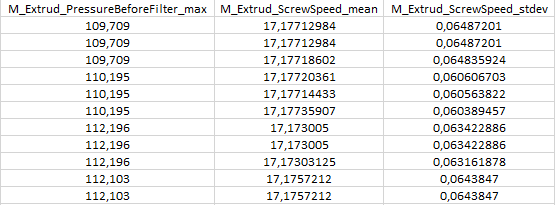 M_Extrud_PressureBeforeFilter_max M_Extrud_ScrewSpeed_mean M_Extrud_ScrewSpeed_stdev
109,709 17,17712984 0,06487201
109,709 17,17712984 0,06487201
109,709 17,17718602 0,064835924
110,195 17,17720361 0,060606703
110,195 17,17714433 0,060563822
110,195 17,17735907 0,060389457
112,196 17,173005 0,063422886
112,196 17,173005 0,063422886
112,196 17,17303125 0,063161878
112,103 17,1757212 0,0643847
112,103 17,1757212 0,0643847